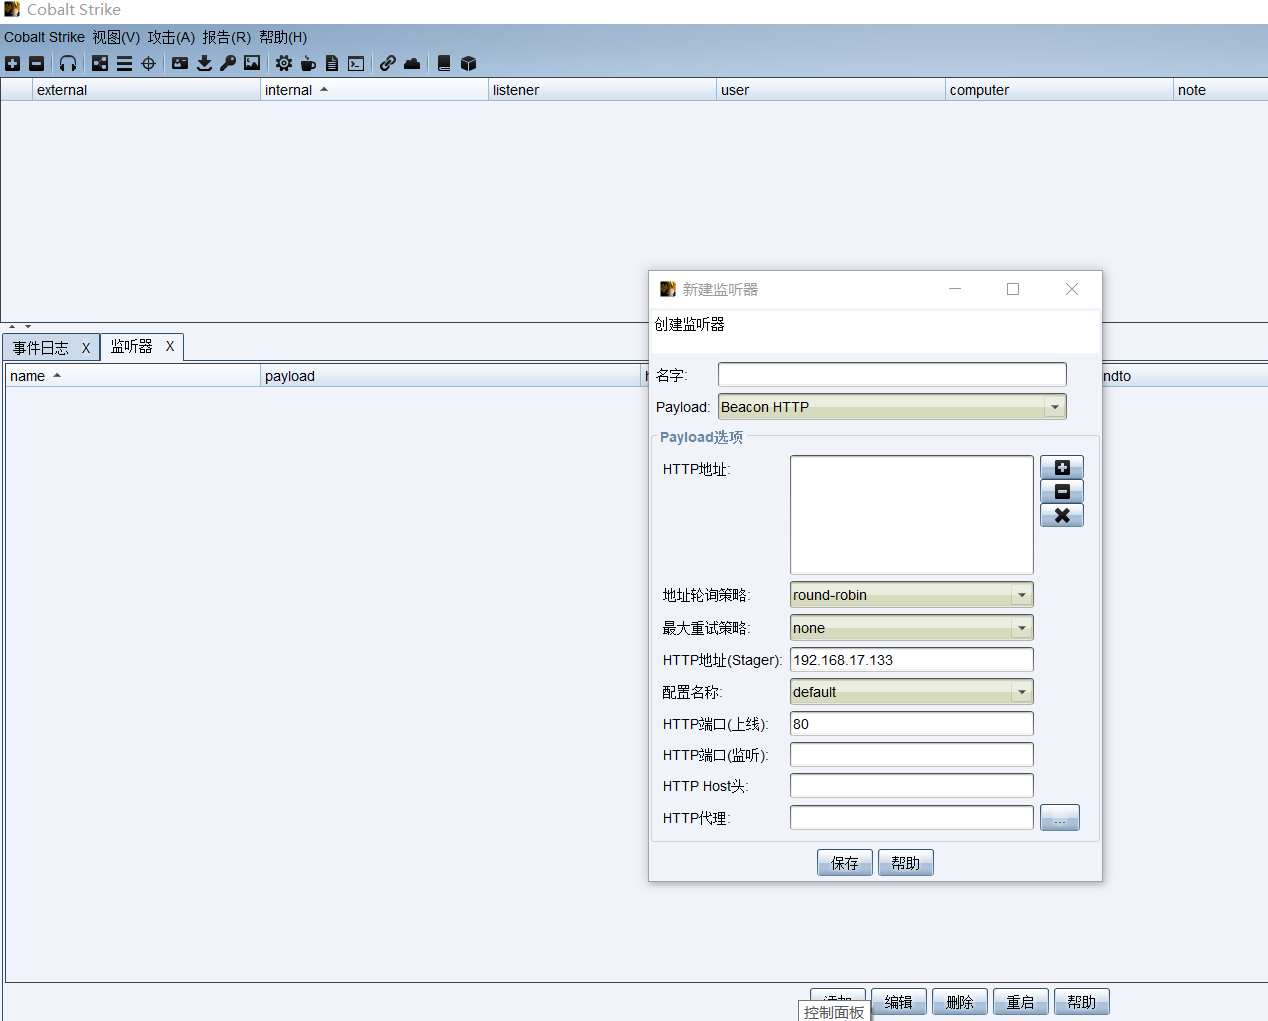 Cobalt Strike
Cobalt Strike 视图(V) 攻击(A) 报告(R) 帮助(H)
external internal listener user computer note
新建监听器
创建监听器
事件日志 X 监听器 X
name payload ndto
名字:
Payload: Beacon HTTP
Payload选项
HTTP地址:
地址轮询策略: round-robin
最大重试策略: none
HTTP地址(Stager): 192.168.17.133
配置名称: default
HTTP端口(上线): 80
HTTP端口(监听):
HTTP Host头:
HTTP代理: ...
保存 帮助
编辑 删除 重启 帮助
控制面板